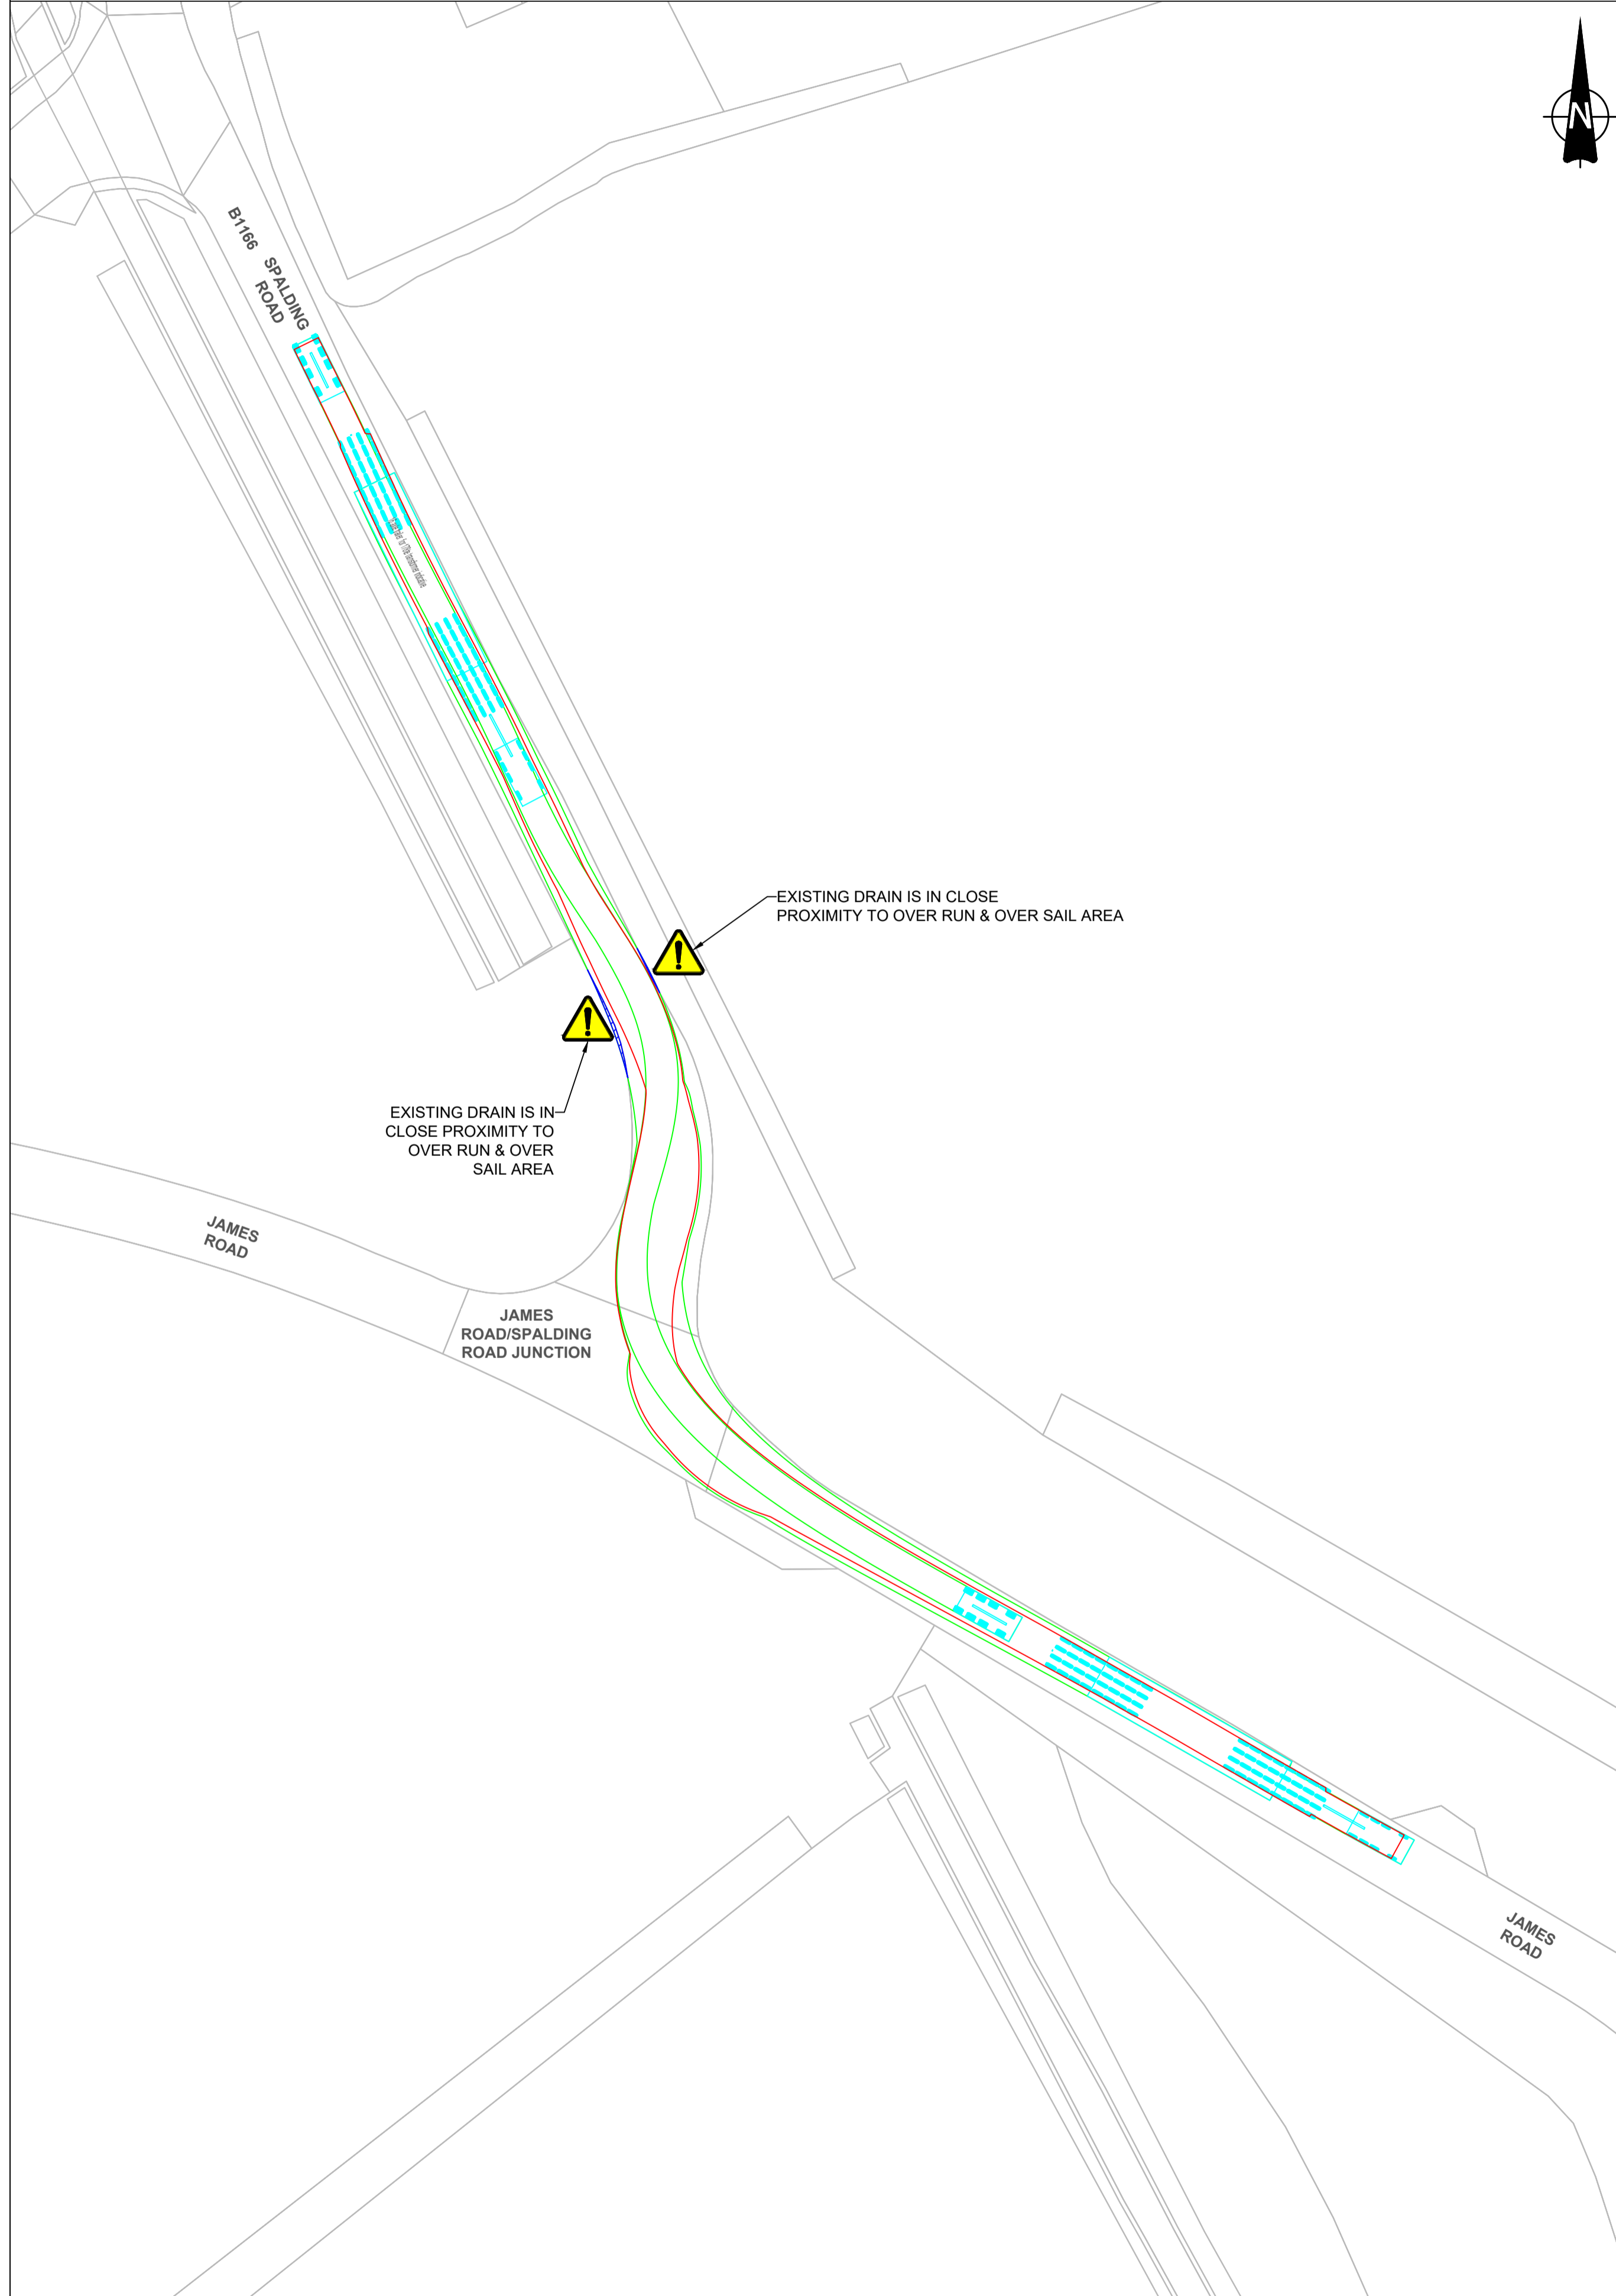 N
B1166 SPALDING
ROAD
EXISTING DRAIN IS IN CLOSE
PROXIMITY TO OVER RUN & OVER SAIL AREA
EXISTING DRAIN IS IN
CLOSE PROXIMITY TO
OVER RUN & OVER
SAIL AREA
JAMES
ROAD
JAMES
ROAD/SPALDING
ROAD JUNCTION
JAMES
ROAD